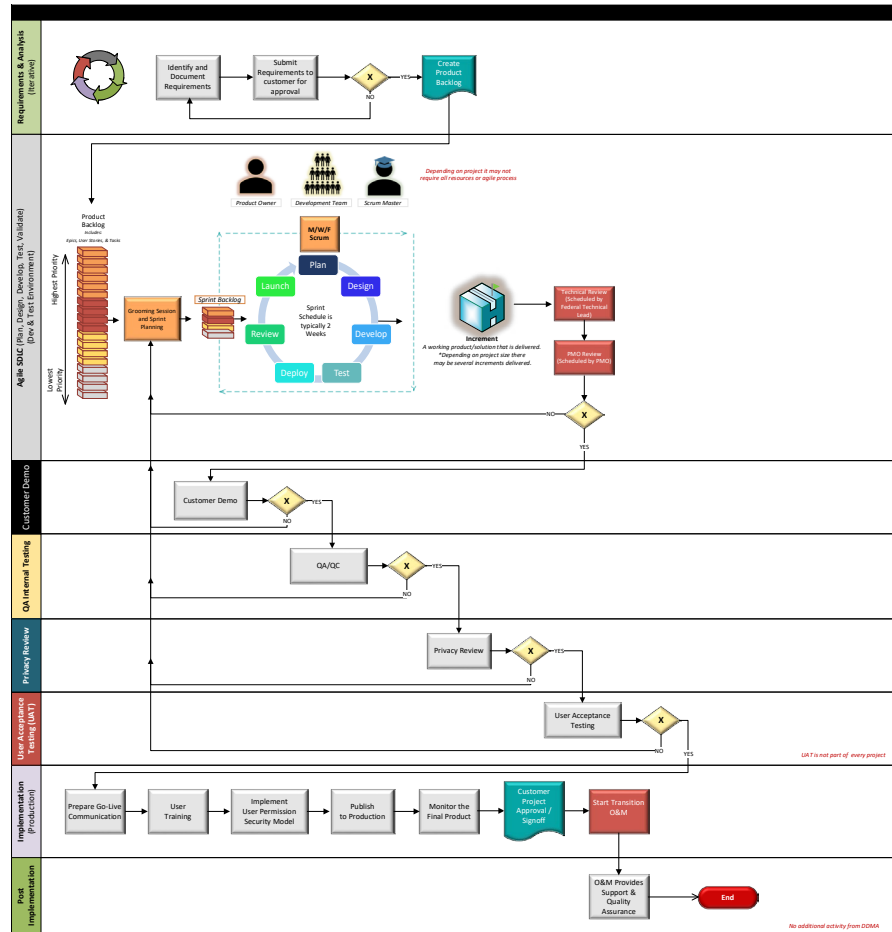 Requirements & Analysis
(Iterative)
Identify and
Document
Requirements
Submit
Requirements to
customer for
approval
X
YES
NO
Create
Product
Backlog
Agile SDLC (Plan, Design, Develop, Test, Validate)
(Dev & Test Environment)
Product Owner
Development Team
Scrum Master
Depending on project it may not
require all resources or agile process
Product
Backlog
Includes:
Epics, User Stories, & Tasks
Highest Priority
Lowest
Priority
Grooming Session
and Sprint
Planning
Sprint Backlog
M/W/F
Scrum
Plan
Design
Develop
Test
Deploy
Review
Launch
Sprint
Schedule is
typically 2
Weeks
Increment
A working product/solution that is delivered.
*Depending on project size there
may be several increments delivered.
Technical Review
(Scheduled by
Federal Technical
Lead)
PMO Review
(Scheduled by PMO)
X
NO
YES
Customer Demo
Customer Demo
X
YES
NO
QA Internal Testing
QA/QC
X
YES
NO
Privacy Review
Privacy Review
X
YES
NO
User Acceptance
Testing (UAT)
User Acceptance
Testing
X
NO
YES
UAT is not part of every project
Implementation
(Production)
Prepare Go-Live
Communication
User
Training
Implement
User Permission
Security Model
Publish
to Production
Monitor the
Final Product
Customer
Project
Approval /
Signoff
Start Transition
O&M
Post
Implementation
O&M Provides
Support &
Quality
Assurance
End
No additional activity from DDMA